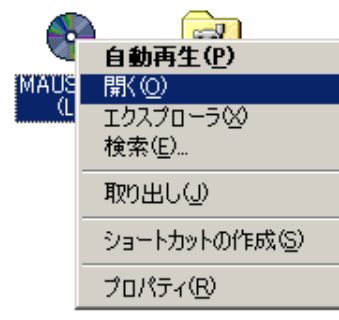 自動再生(P)
MAUS
開く(O)
(L
エクスプローラ(X)
検索(E)...
取り出し(J)
ショートカットの作成(S)
プロパティ(R)